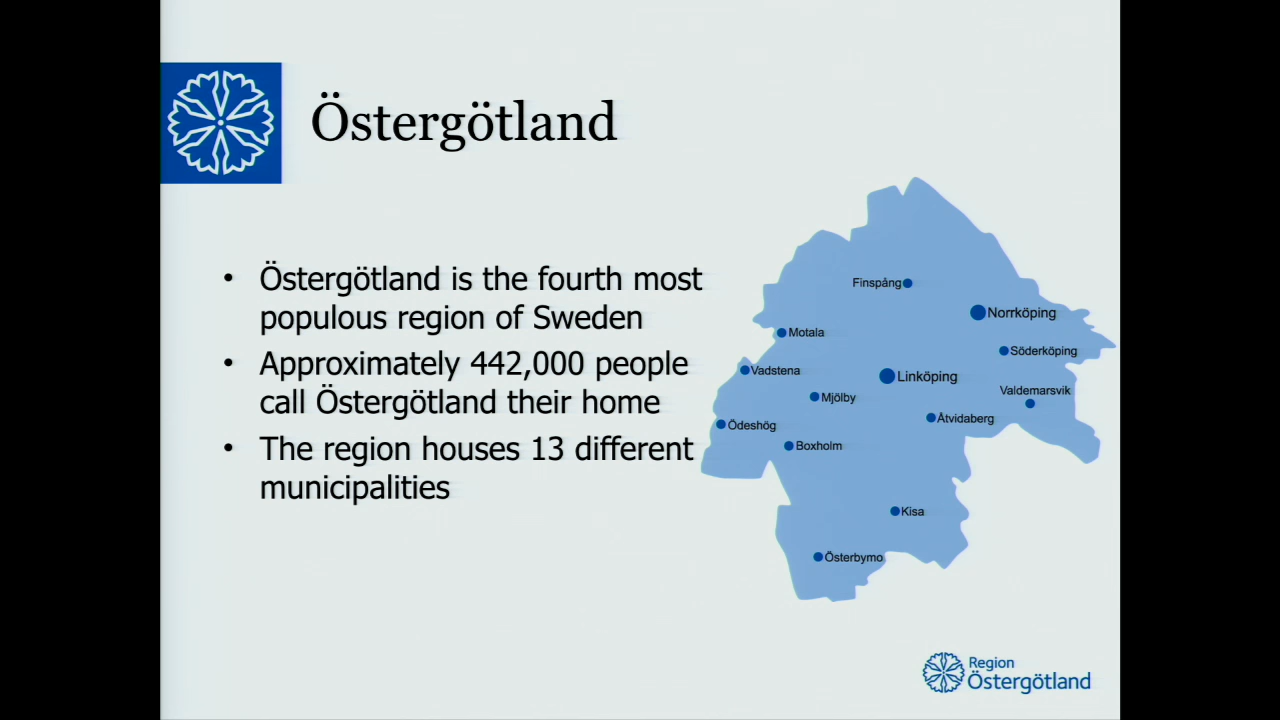 Östergötland
• Östergötland is the fourth most
populous region of Sweden
• Approximately 442,000 people
call Östergötland their home
• The region houses 13 different
municipalities
Finspång
Norrköping
Motala
Söderköping
Vadstena
Linköping
Valdemarsvik
Mjölby
Åtvidaberg
Ödeshög
Boxholm
Kisa
Österbymo
Region
Östergötland